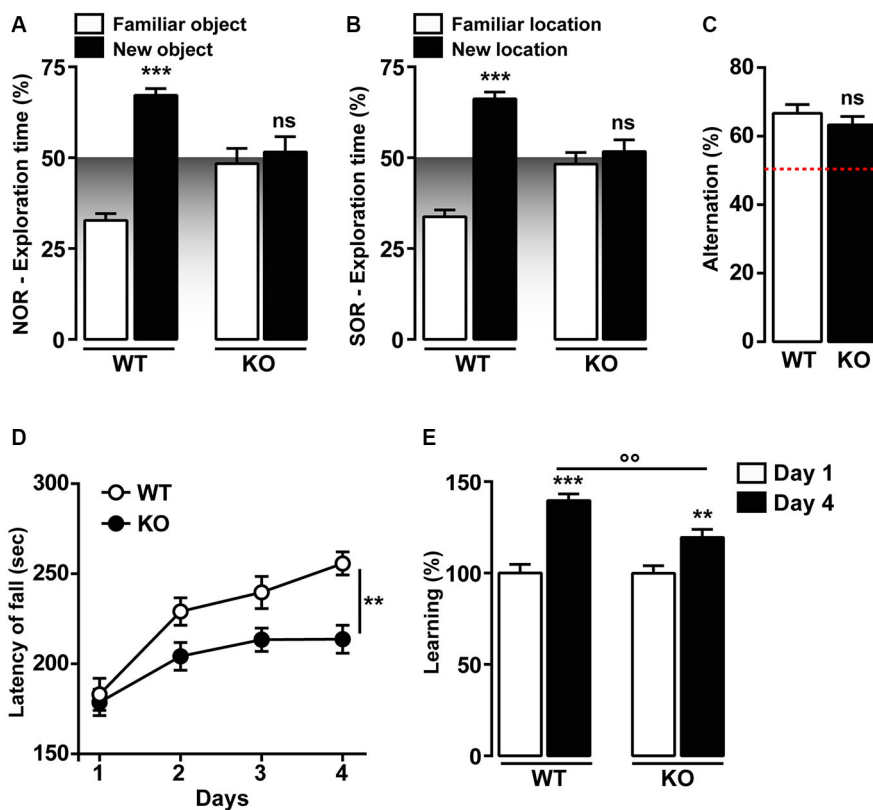 A
Familiar object
New object
NOR - Exploration time (%)
***
ns
50
25
0
WT
KO
B
Familiar location
New location
SOR - Exploration time (%)
***
ns
50
25
0
WT
KO
C
Alternation (%)
80
60
40
20
0
ns
WT
KO
D
WT
KO
Latency of fall (sec)
300
250
200
150
**
1
2
3
4
Days
E
Day 1
Day 4
Learning (%)
150
100
50
0
°°
***
**
WT
KO